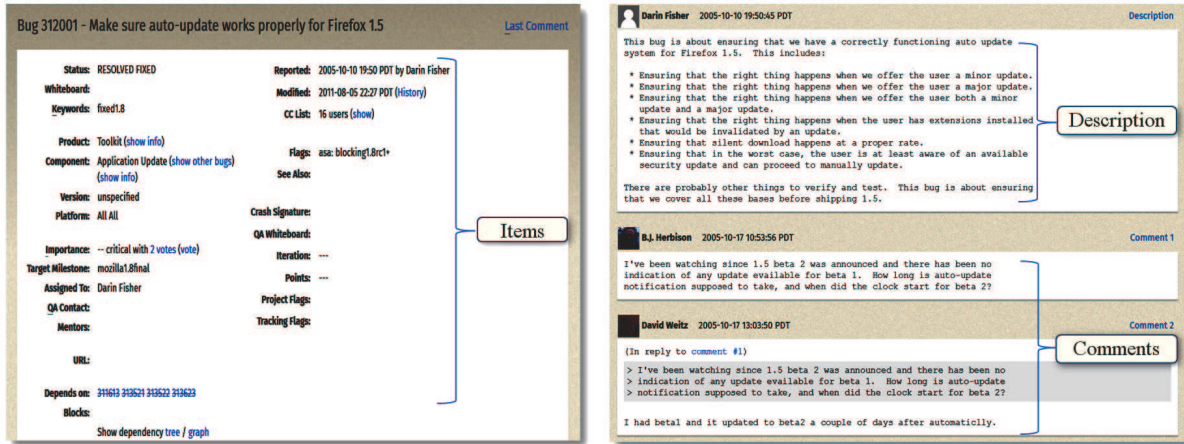 Bug 312001 - Make sure auto-update works properly for Firefox 1.5
Last Comment
Status: RESOLVED FIXED
Whiteboard:
Keywords: fixed1.8
Product: Toolkit (show info)
Component: Application Update (show other bugs)
(show info)
Version: unspecified
Platform: All All
Importance: -- critical with 2 votes (vote)
Target Milestone: mozilla1.8final
Assigned To: Darin Fisher
QA Contact:
Mentors:
URL:
Depends on: 311613 313521 313522 313623
Blocks:
Show dependency tree / graph
Reported: 2005-10-10 19:50 PDT by Darin Fisher
Modified: 2011-08-05 22:27 PDT (History)
CC List: 16 users (show)
Flags: asa: blocking1.8rc1+
See Also:
Crash Signature:
QA Whiteboard:
Iteration: ---
Points: ---
Project Flags:
Tracking Flags:
Items
Darin Fisher 2005-10-10 19:50:45 PDT
Description
This bug is about ensuring that we have a correctly functioning auto update
system for Firefox 1.5. This includes:
* Ensuring that the right thing happens when we offer the user a minor update.
* Ensuring that the right thing happens when we offer the user a major update.
* Ensuring that the right thing happens when we offer the user both a minor
update and a major update.
* Ensuring that the right thing happens when the user has extensions installed
that would be invalidated by an update.
* Ensuring that silent download happens at a proper rate.
* Ensuring that in the worst case, the user is at least aware of an available
security update and can proceed to manually update.
There are probably other things to verify and test. This bug is about ensuring
that we cover all these bases before shipping 1.5.
Description
B.J. Herbison 2005-10-17 10:53:56 PDT
Comment 1
I've been watching since 1.5 beta 2 was announced and there has been no
indication of any update available for beta 1. How long is auto-update
notification supposed to take, and when did the clock start for beta 2?
David Weitz 2005-10-17 13:03:50 PDT
Comment 2
(In reply to comment #1)
> I've been watching since 1.5 beta 2 was announced and there has been no
> indication of any update available for beta 1. How long is auto-update
> notification supposed to take, and when did the clock start for beta 2?
I had beta1 and it updated to beta2 a couple of days after automaticlly.
Comments